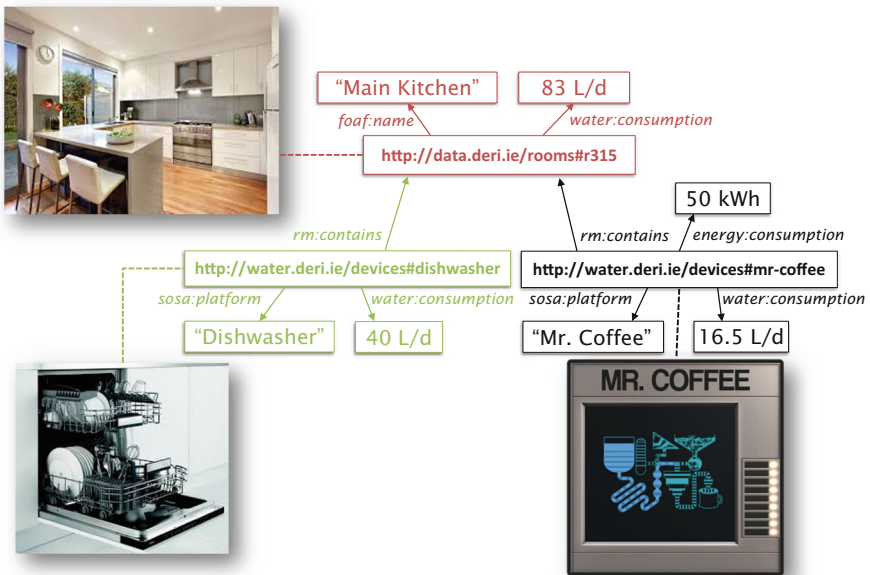 “Main Kitchen”
83 L/d
foaf:name
water:consumption
http://data.deri.ie/rooms#r315
50 kWh
rm:contains
rm:contains
energy:consumption
http://water.deri.ie/devices#dishwasher
http://water.deri.ie/devices#mr-coffee
sosa:platform
water:consumption
sosa:platform
water:consumption
“Dishwasher”
40 L/d
“Mr. Coffee”
16.5 L/d
MR. COFFEE